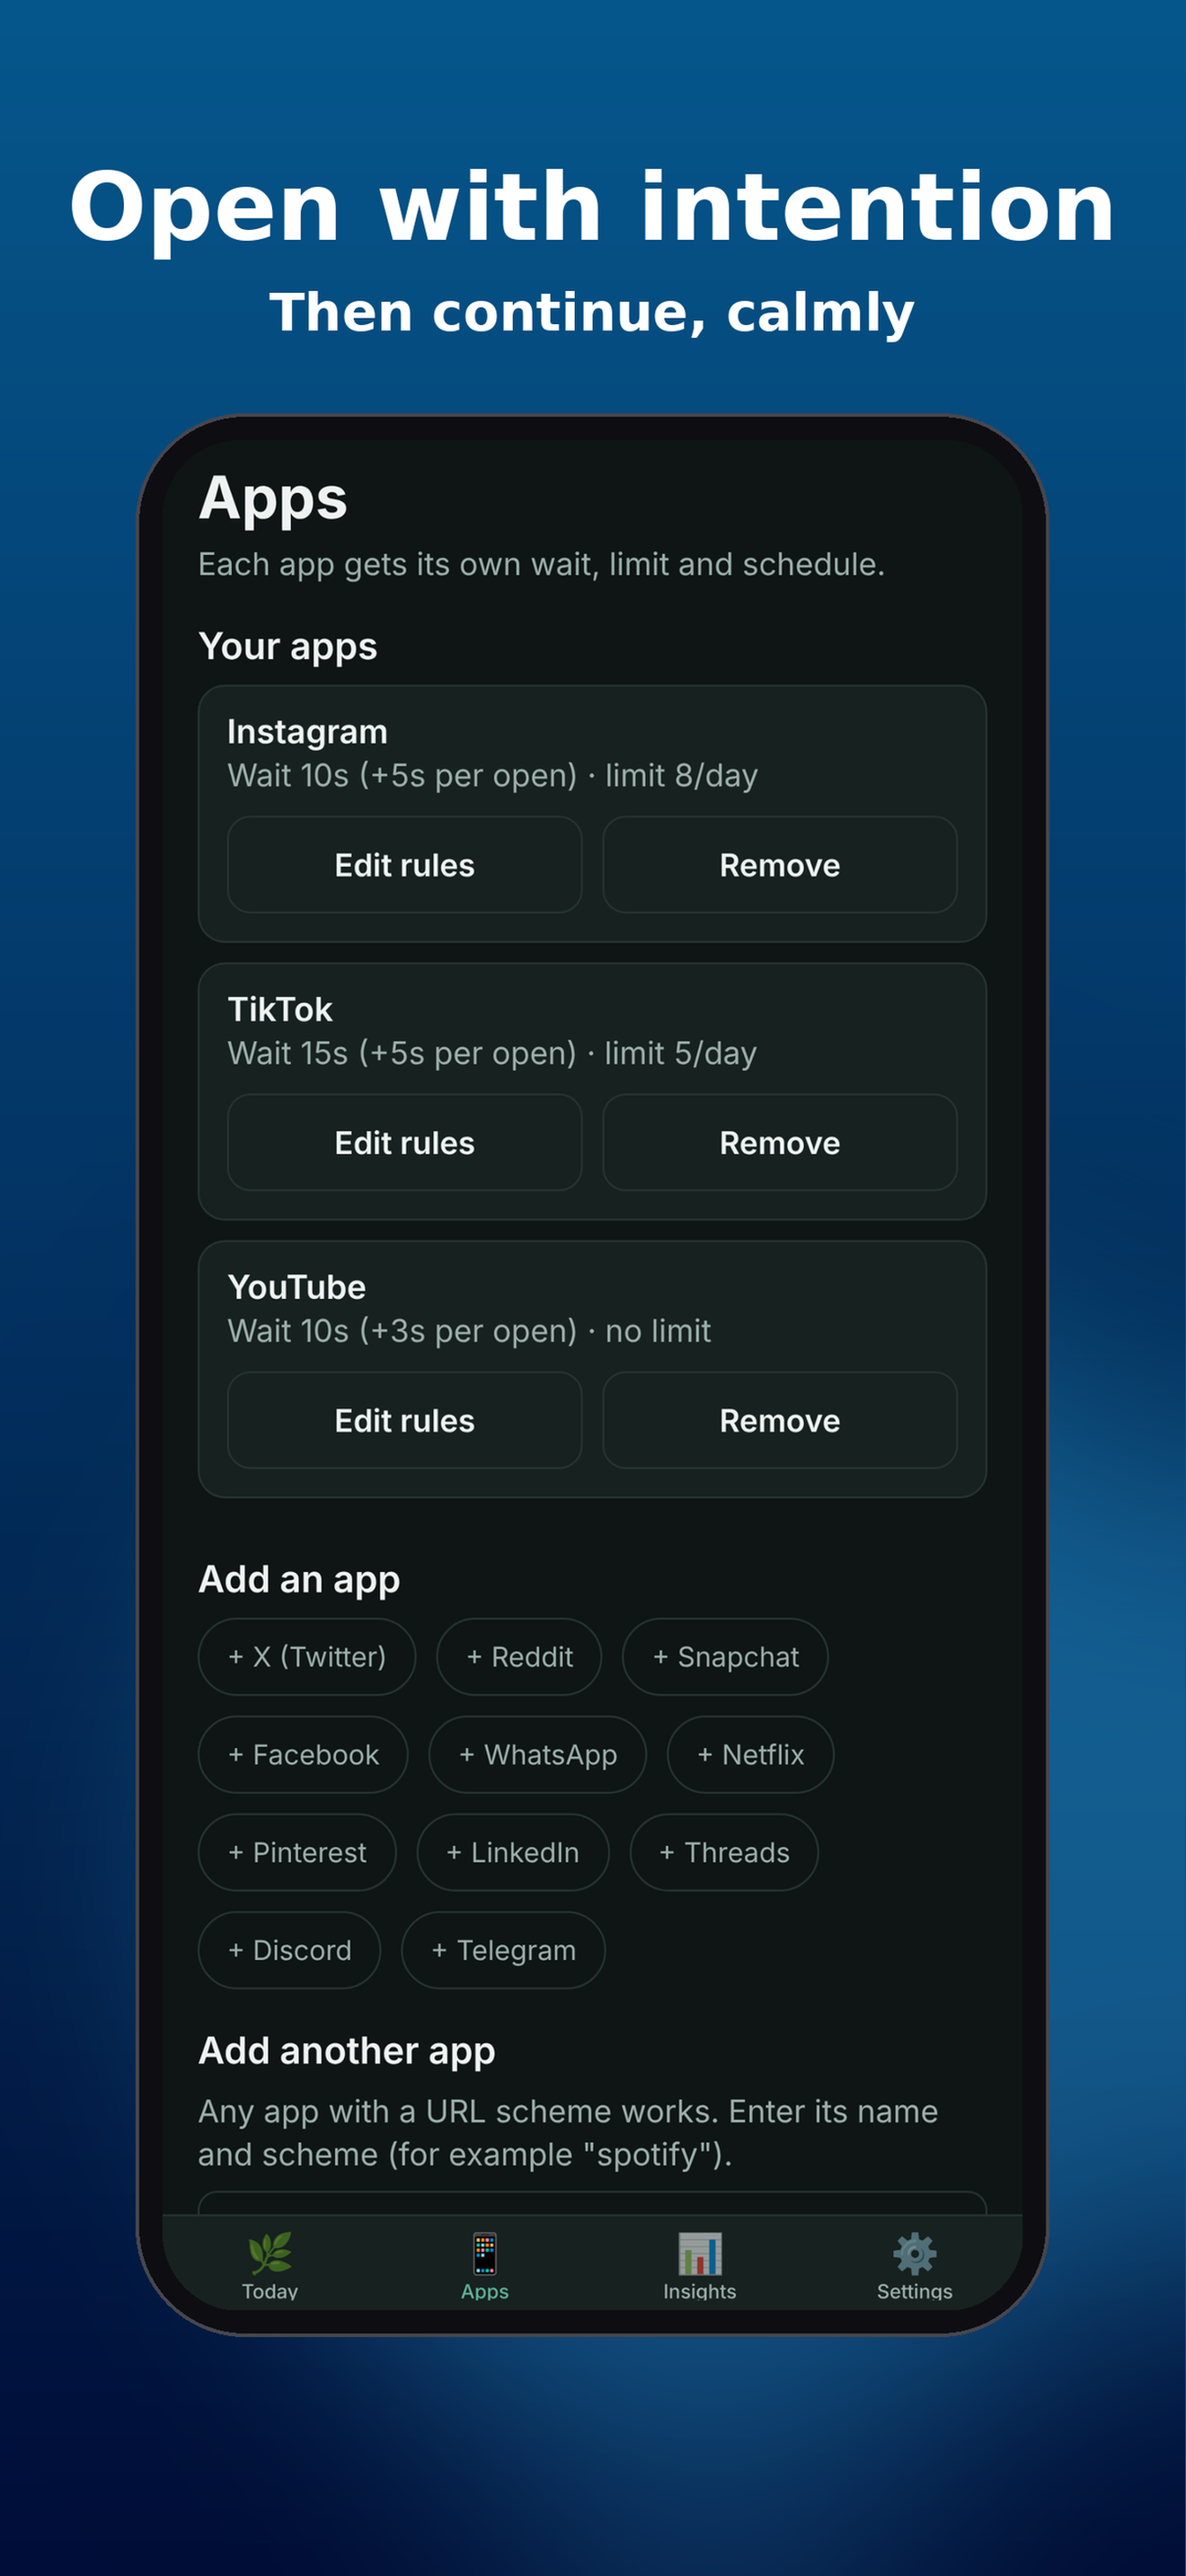 Open with intention
Then continue, calmly
Apps
Each app gets its own wait, limit and schedule.
Your apps
Instagram
Wait 10s (+5s per open) · limit 8/day
Edit rules
Remove
TikTok
Wait 15s (+5s per open) · limit 5/day
Edit rules
Remove
YouTube
Wait 10s (+3s per open) · no limit
Edit rules
Remove
Add an app
+ X (Twitter)
+ Reddit
+ Snapchat
+ Facebook
+ WhatsApp
+ Netflix
+ Pinterest
+ LinkedIn
+ Threads
+ Discord
+ Telegram
Add another app
Any app with a URL scheme works. Enter its name
and scheme (for example "spotify").
Today
Apps
Insights
Settings